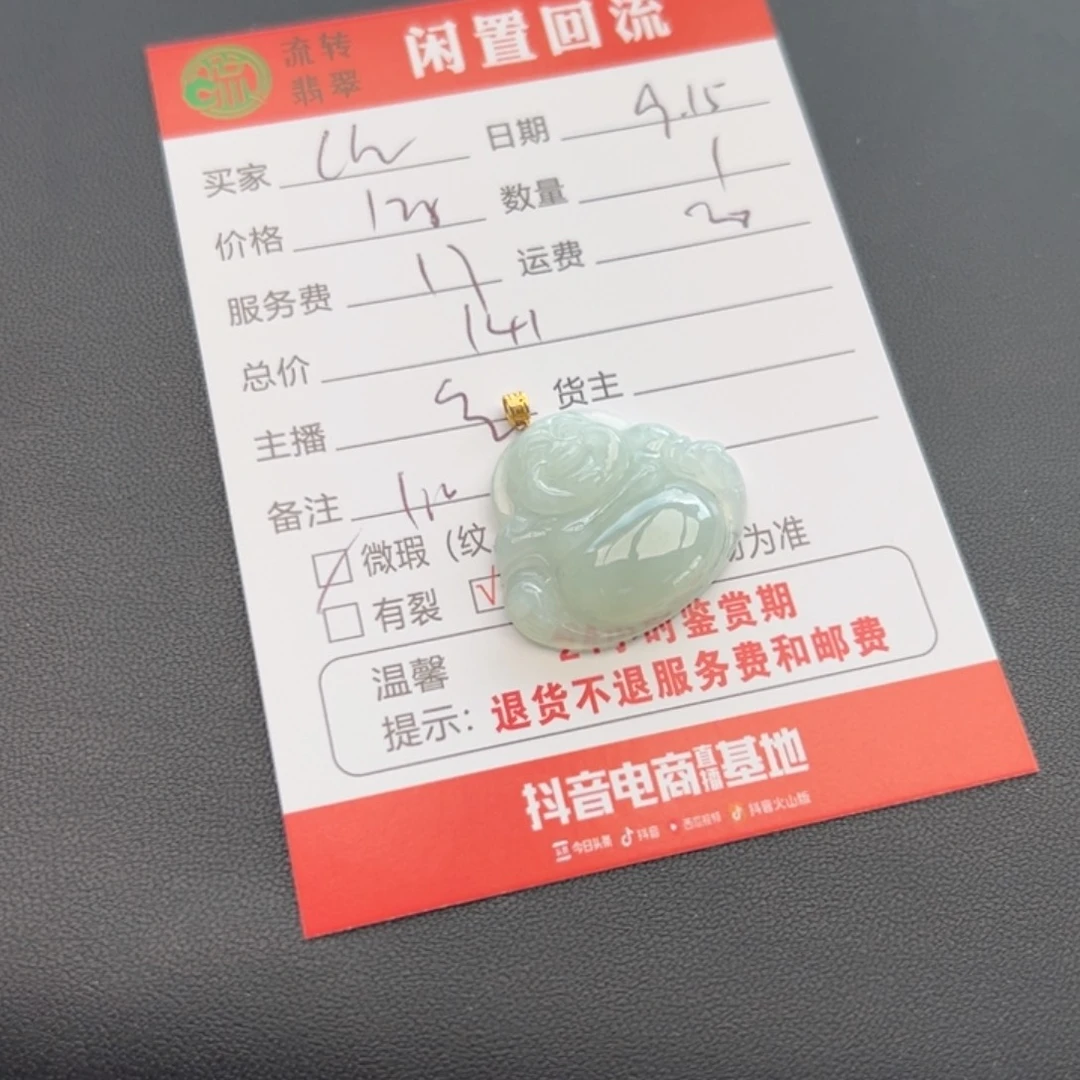 流转 闲置回流
翡翠
买家 日期 9.15
价格 数量 1
服务费 运费
总价 141
主播 货主
备注
微瑕（纹 为准
有裂 √
温馨 时鉴赏期
提示： 退货不退服务费和邮费
抖音电商直播基地
今日头条 抖音 西瓜视频 抖音火山版